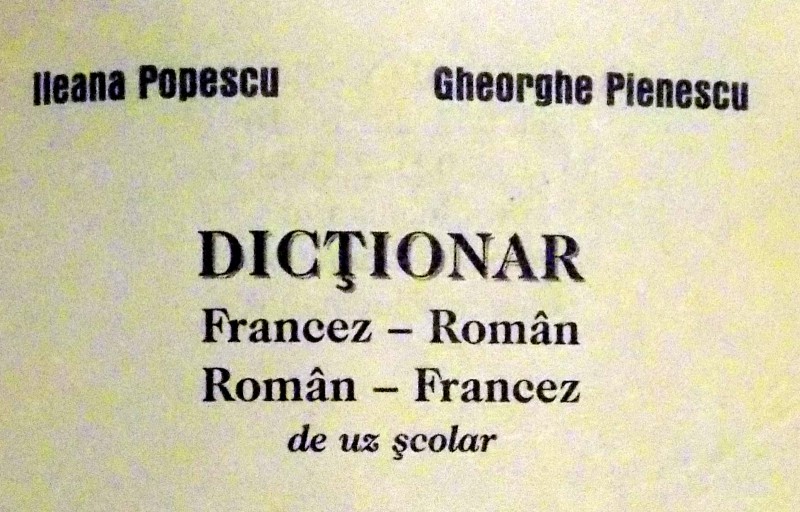 Ileana Popescu Gheorghe Pienescu
DICŢIONAR
Francez – Român
Român – Francez
de uz şcolar